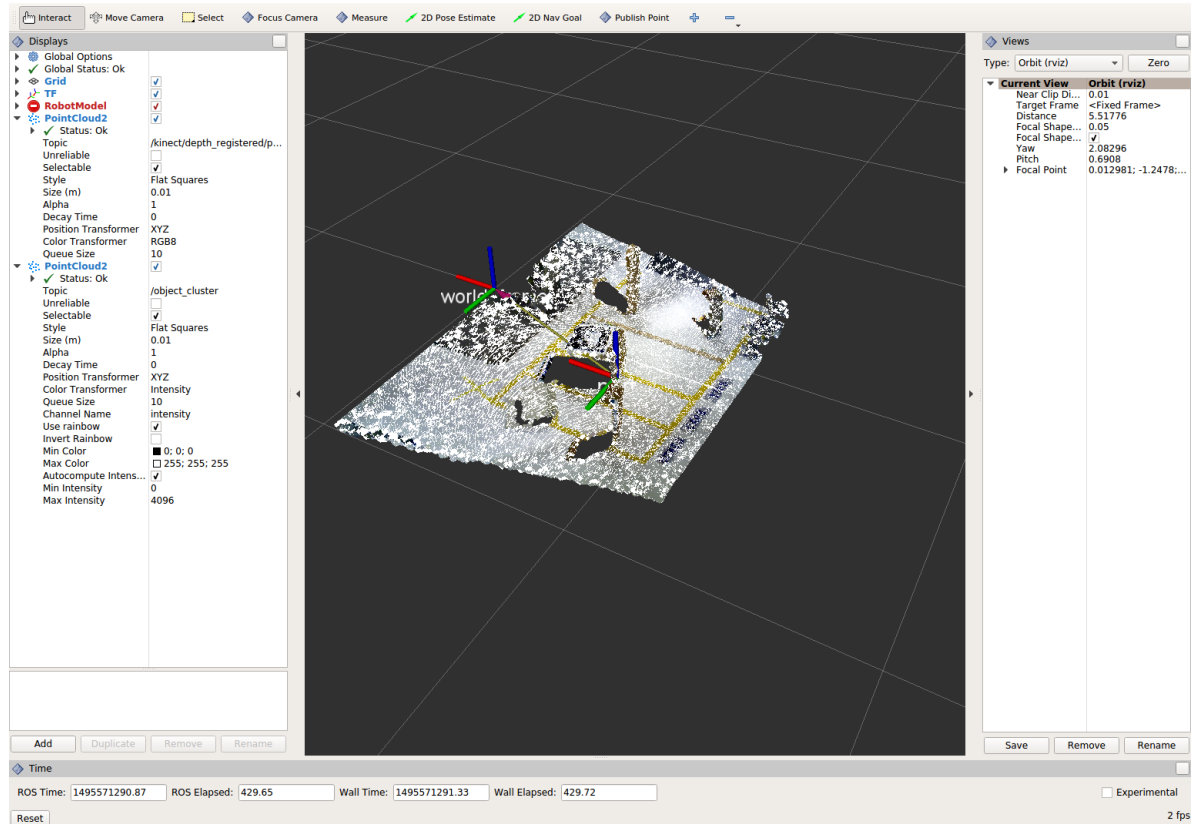 Interact Move Camera Select Focus Camera Measure 2D Pose Estimate 2D Nav Goal Publish Point
Displays
Global Options
Global Status: Ok
Grid
TF
RobotModel
PointCloud2
Status: Ok
Topic /kinect/depth_registered/p...
Unreliable
Selectable
Style Flat Squares
Size (m) 0.01
Alpha 1
Decay Time 0
Position Transformer XYZ
Color Transformer RGB8
Queue Size 10
PointCloud2
Status: Ok
Topic /object_cluster
Unreliable
Selectable
Style Flat Squares
Size (m) 0.01
Alpha 1
Decay Time 0
Position Transformer XYZ
Color Transformer Intensity
Queue Size 10
Channel Name intensity
Use rainbow
Invert Rainbow
Min Color 0; 0; 0
Max Color 255; 255; 255
Autocompute Intens...
Min Intensity 0
Max Intensity 4096
Add Duplicate Remove Rename
world
Views
Type: Orbit (rviz) Zero
Current View Orbit (rviz)
Near Clip Di... 0.01
Target Frame <Fixed Frame>
Distance 5.51776
Focal Shape... 0.05
Focal Shape...
Yaw 2.08296
Pitch 0.6908
Focal Point 0.012981; -1.2478;...
Save Remove Rename
Time
ROS Time: 1495571290.87 ROS Elapsed: 429.65 Wall Time: 1495571291.33 Wall Elapsed: 429.72 Experimental
Reset 2 fps